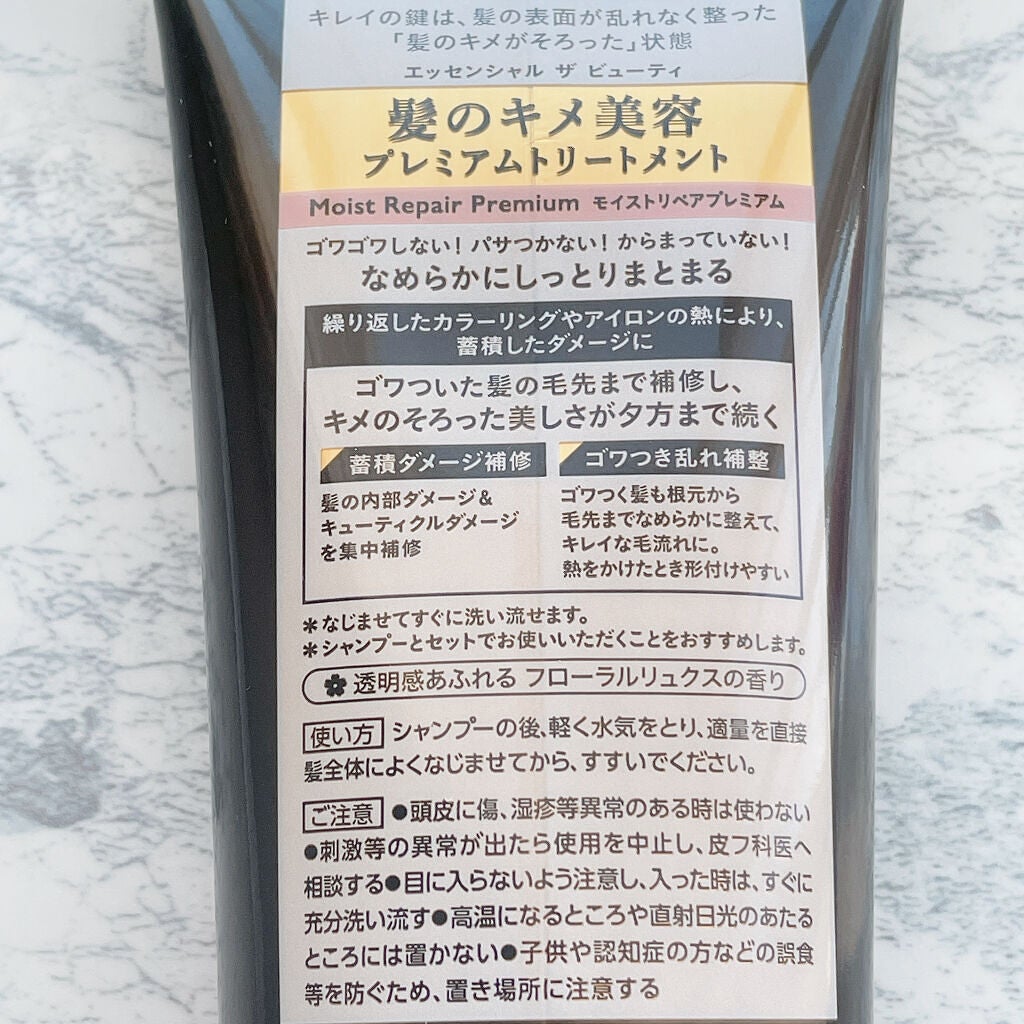 キレイの鍵は、髪の表面が乱れなく整った
「髪のキメがそろった」状態
エッセンシャル ザ ビューティ
髪のキメ美容
プレミアムトリートメント
Moist Repair Premium モイストリペアプレミアム
ゴワゴワしない！パサつかない！からまっていない！
なめらかにしっとりまとまる
繰り返したカラーリングやアイロンの熱により、
蓄積したダメージに
ゴワついた髪の毛先まで補修し、
キメのそろった美しさが夕方まで続く
蓄積ダメージ補修
髪の内部ダメージ&
キューティクルダメージ
を集中補修
ゴワつき乱れ補整
ゴワつく髪も根元から
毛先までなめらかに整えて、
キレイな毛流れに。
熱をかけたとき形付けやすい
*なじませてすぐに洗い流せます。
*シャンプーとセットでお使いいただくことをおすすめします。
透明感あふれる フローラルリュクスの香り
使い方 シャンプーの後、軽く水気をとり、適量を直接
髪全体によくなじませてから、すすいでください。
ご注意 ●頭皮に傷、湿疹等異常のある時は使わない
●刺激等の異常が出たら使用を中止し、皮フ科医へ
相談する●目に入らないよう注意し、入った時は、すぐに
充分洗い流す●高温になるところや直射日光のあたる
ところには置かない●子供や認知症の方などの誤食
等を防ぐため、置き場所に注意する